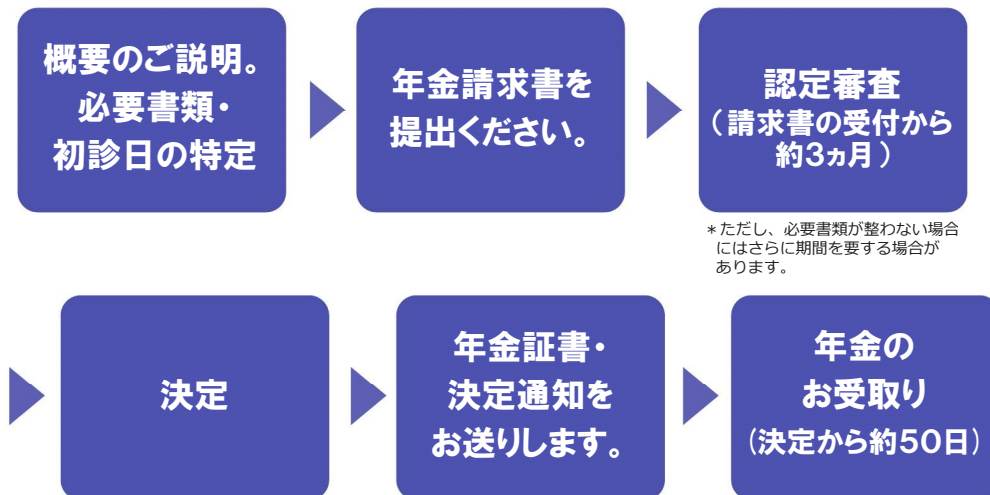 概要のご説明。
必要書類・
初診日の特定
年金請求書を
提出ください。
認定審査
（請求書の受付から
約3ヵ月）
＊ただし、必要書類が整わない場合
にはさらに期間を要する場合が
あります。
決定
年金証書・
決定通知を
お送りします。
年金の
お受取り
(決定から約50日)